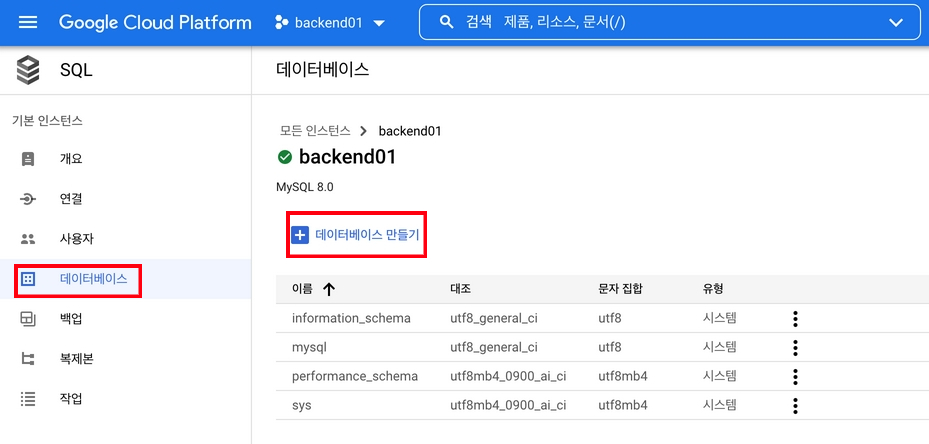 Google Cloud Platform
backend01
검색 제품, 리소스, 문서(/)
SQL
기본 인스턴스
개요
연결
사용자
데이터베이스
백업
복제본
작업
데이터베이스
모든 인스턴스 > backend01
backend01
MySQL 8.0
데이터베이스 만들기
이름 대조 문자 집합 유형
information_schema utf8_general_ci utf8 시스템
mysql utf8_general_ci utf8 시스템
performance_schema utf8mb4_0900_ai_ci utf8mb4 시스템
sys utf8mb4_0900_ai_ci utf8mb4 시스템